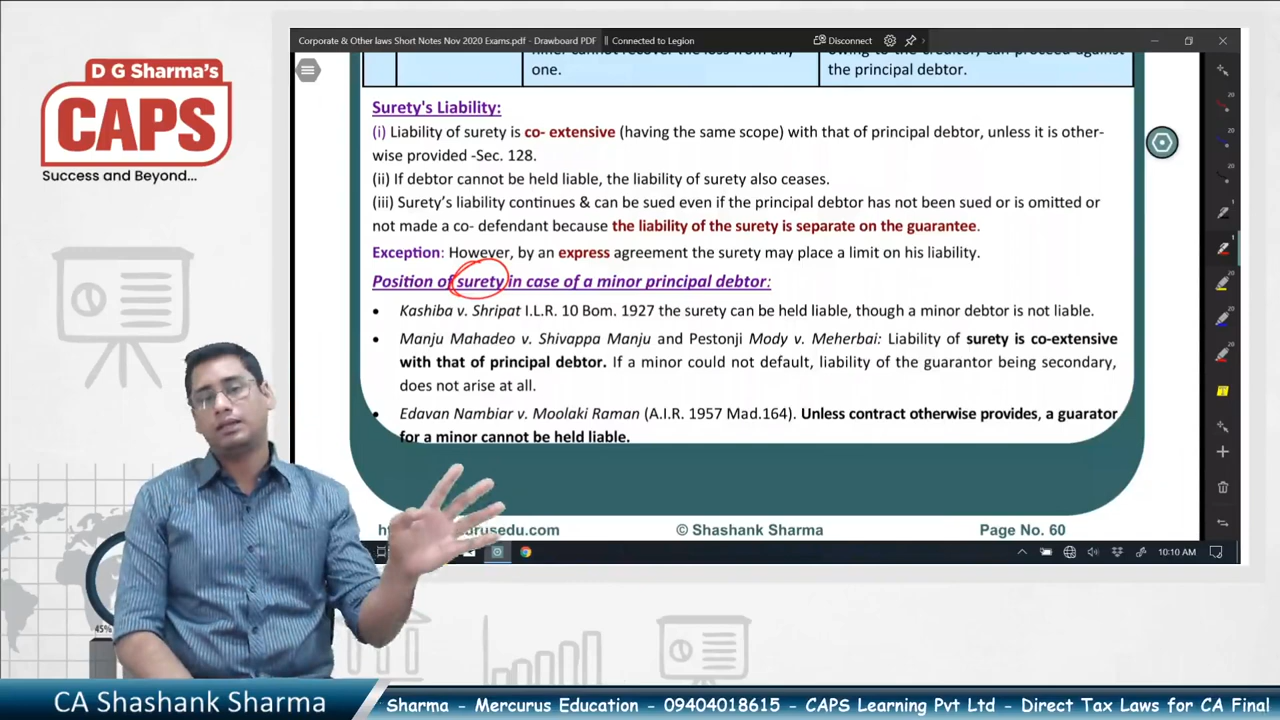 D G Sharma's
CAPS
Success and Beyond...
Corporate & Other laws Short Notes Nov 2020 Exams.pdf - Drawboard PDF
Connected to Legion
Disconnect
one.
the principal debtor.
Surety's Liability:
(i) Liability of surety is co- extensive (having the same scope) with that of principal debtor, unless it is other-
wise provided -Sec. 128.
(ii) If debtor cannot be held liable, the liability of surety also ceases.
(iii) Surety's liability continues & can be sued even if the principal debtor has not been sued or is omitted or
not made a co- defendant because the liability of the surety is separate on the guarantee.
Exception: However, by an express agreement the surety may place a limit on his liability.
Position of surety in case of a minor principal debtor:
• Kashiba v. Shripat I.L.R. 10 Bom. 1927 the surety can be held liable, though a minor debtor is not liable.
• Manju Mahadeo v. Shivappa Manju and Pestonji Mody v. Meherbai: Liability of surety is co-extensive
with that of principal debtor. If a minor could not default, liability of the guarantor being secondary,
does not arise at all.
• Edavan Nambiar v. Moolaki Raman (A.I.R. 1957 Mad.164). Unless contract otherwise provides, a guarator
for a minor cannot be held liable.
© Shashank Sharma
Page No. 60
10:10 AM
45%
CA Shashank Sharma
Sharma - Mercurus Education - 09404018615 - CAPS Learning Pvt Ltd - Direct Tax Laws for CA Final